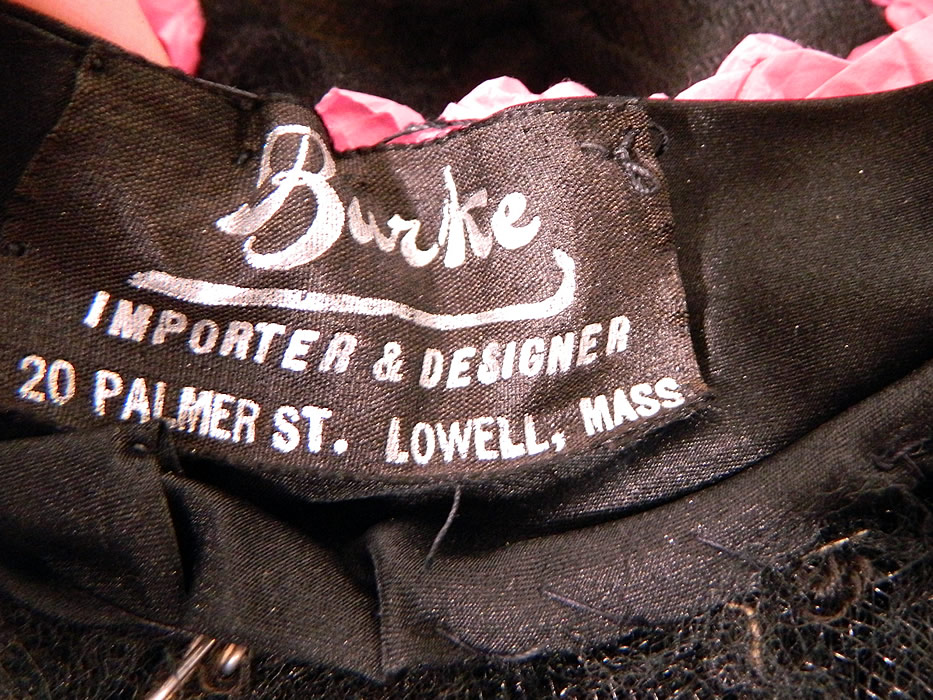 Burke
IMPORTER & DESIGNER
20 PALMER ST. LOWELL, MASS